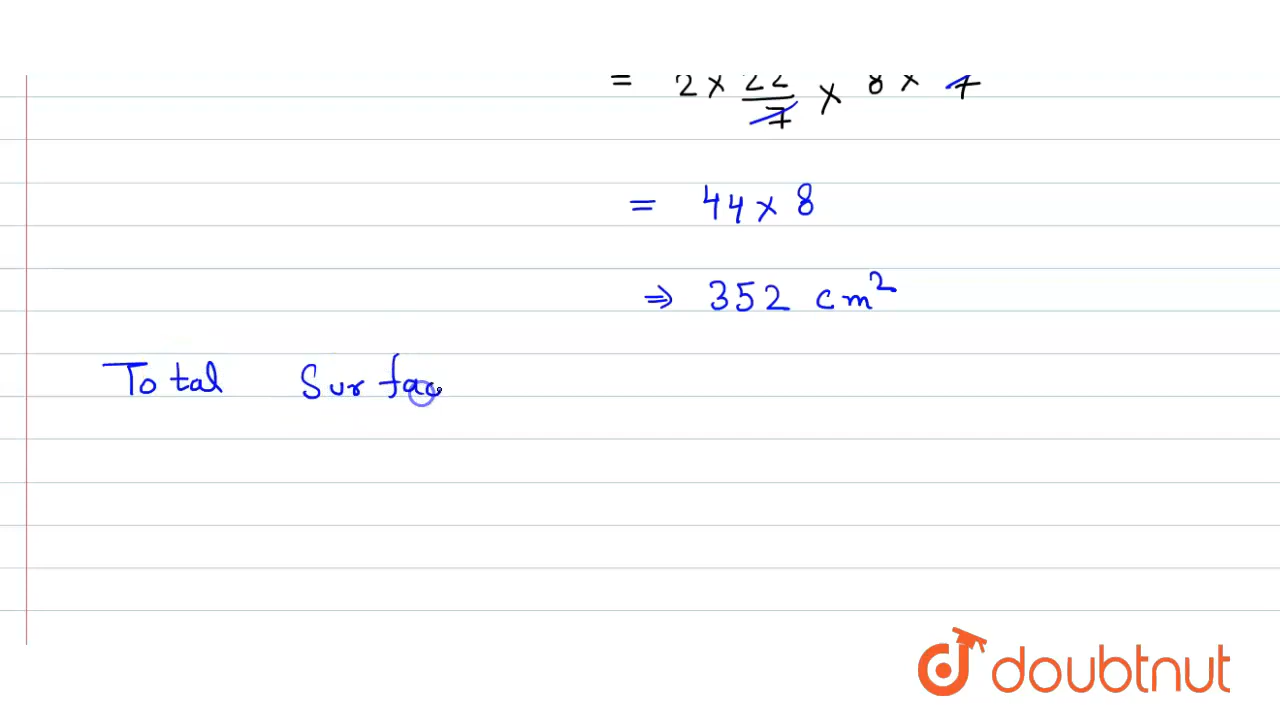 = 2 × 22/7 × 8 × 7
= 44 × 8
⇒ 352 cm²
Total Surfac
doubtnut